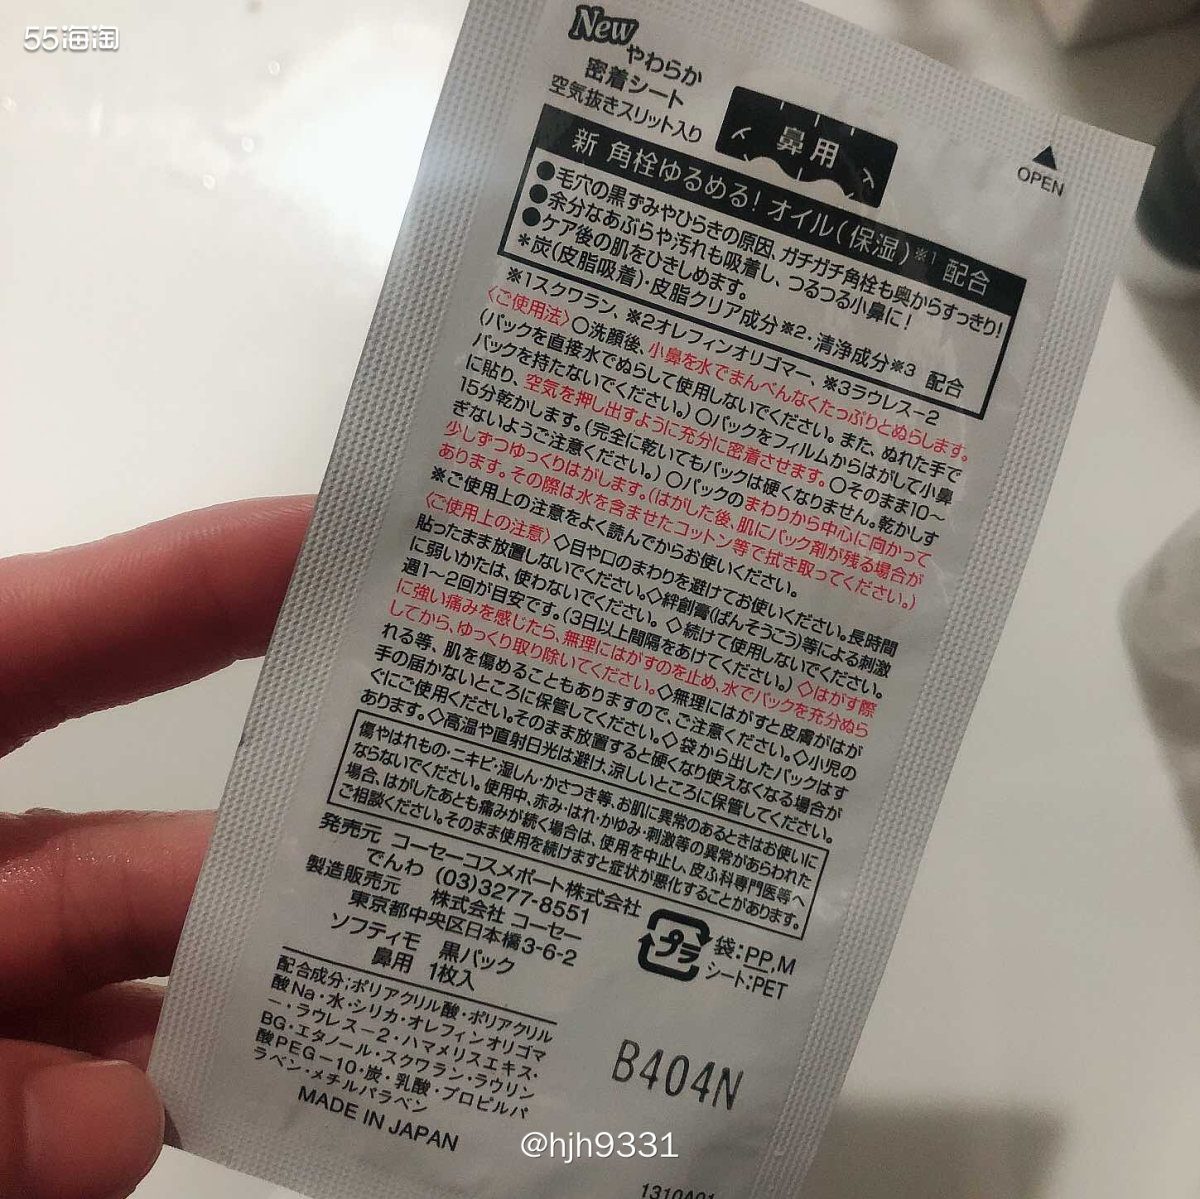 55海淘
New
やわらか
密着シート
空気抜きスリット入り
鼻用
OPEN
新 角栓ゆるめる! オイル(保湿)※1 配合
●毛穴の黒ずみやひらきの原因、ガチガチ角栓も奥からすっきり!
●余分なあぶらや汚れも吸着し、つるつる小鼻に!
●ケア後の肌をひきしめます。
*炭(皮脂吸着)・皮脂クリア成分※2・清浄成分※3 配合
※1スクワラン、※2オレフィンオリゴマー、※3ラウレス-2
〈ご使用法〉○洗顔後、小鼻を水でまんべんなくたっぷりとぬらします。
(パックを直接水でぬらして使用しないでください。また、ぬれた手で
パックを持たないでください。)○パックをフィルムからはがして小鼻
に貼り、空気を押し出すように充分に密着させます。○そのまま10~
15分乾かします。(完全に乾いてもパックは硬くなりません。乾かしす
ぎないようご注意ください。)○パックのまわりから中心に向かって
少しずつゆっくりはがします。(はがした後、肌にパック剤が残る場合が
あります。その際は水を含ませたコットン等で拭き取ってください。)
※ご使用上の注意をよく読んでからお使いください。
〈ご使用上の注意〉◇目や口のまわりを避けてお使いください。長時間
貼ったまま放置しないでください。◇絆創膏(ばんそうこう)等による刺激
に弱いかたは、使わないでください。◇続けて使用しないでください。
週1~2回が目安です。(3日以上間隔をあけてください。)◇はがす際
に強い痛みを感じたら、無理にはがすのを止め、水でパックを充分ぬら
してから、ゆっくり取り除いてください。◇無理にはがすと皮膚がはが
れる等、肌を傷めることもありますので、ご注意ください。◇小児の
手の届かないところに保管してください。◇袋から出したパックはす
ぐにご使用ください。そのまま放置すると硬くなり使えなくなる場合が
あります。◇高温や直射日光は避け、涼しいところに保管してください。
傷やはれもの・ニキビ・湿しん・かさつき等、お肌に異常のあるときはお使いに
ならないでください。使用中、赤み・はれ・かゆみ・刺激等の異常があらわれた
場合、はがしたあとも痛みが続く場合は、使用を中止し、皮ふ科専門医等へ
ご相談ください。そのまま使用を続けますと症状が悪化することがあります。
発売元 コーセーコスメポート株式会社
でんわ (03)3277-8551
製造販売元 株式会社 コーセー
東京都中央区日本橋3-6-2
ソフティモ 黒パック
鼻用 1枚入
プラ
袋:PP,M
シート:PET
配合成分;ポリアクリル酸・ポリアクリル
酸Na・水・シリカ・オレフィンオリゴマ
ー・ラウレス-2・ハマメリスエキス・
BG・エタノール・スクワラン・ラウリン
酸PEG-10・炭・乳酸・プロピルパ
ラベン・メチルパラベン
MADE IN JAPAN
B404N
@hjh9331
1310A01